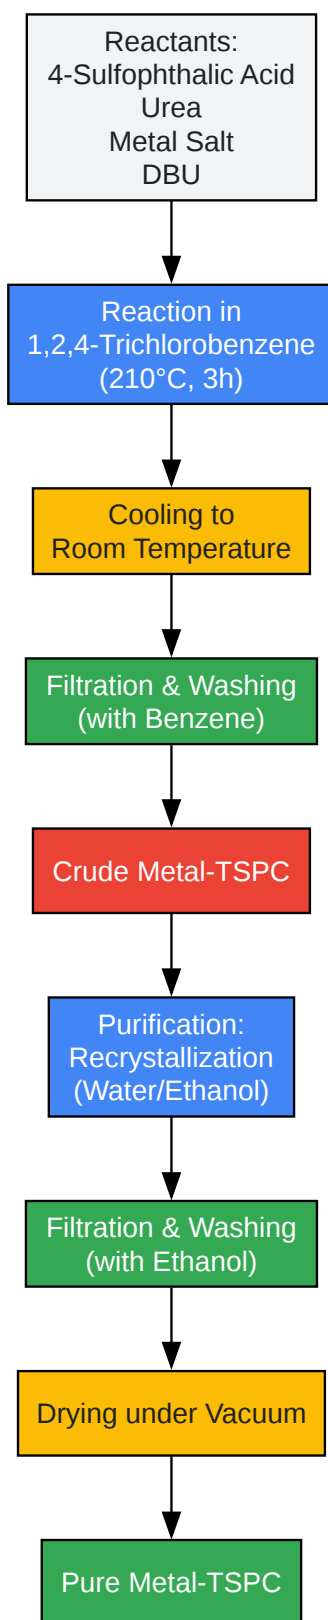 Reactants:
4-Sulfophthalic Acid
Urea
Metal Salt
DBU
Reaction in
1,2,4-Trichlorobenzene
(210°C, 3h)
Cooling to
Room Temperature
Filtration & Washing
(with Benzene)
Crude Metal-TSPC
Purification:
Recrystallization
(Water/Ethanol)
Filtration & Washing
(with Ethanol)
Drying under Vacuum
Pure Metal-TSPC